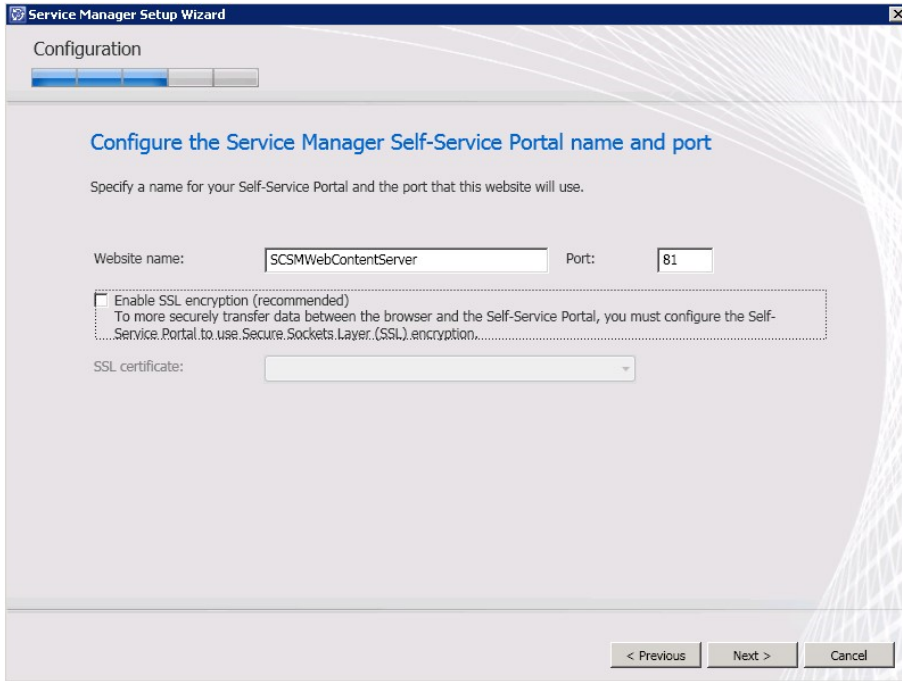 Service Manager Setup Wizard
Configuration
Configure the Service Manager Self-Service Portal name and port
Specify a name for your Self-Service Portal and the port that this website will use.
Website name: SCSMWebContentServer Port: 81
Enable SSL encryption (recommended)
To more securely transfer data between the browser and the Self-Service Portal, you must configure the Self-
Service Portal to use Secure Sockets Layer (SSL) encryption.
SSL certificate:
< Previous Next > Cancel